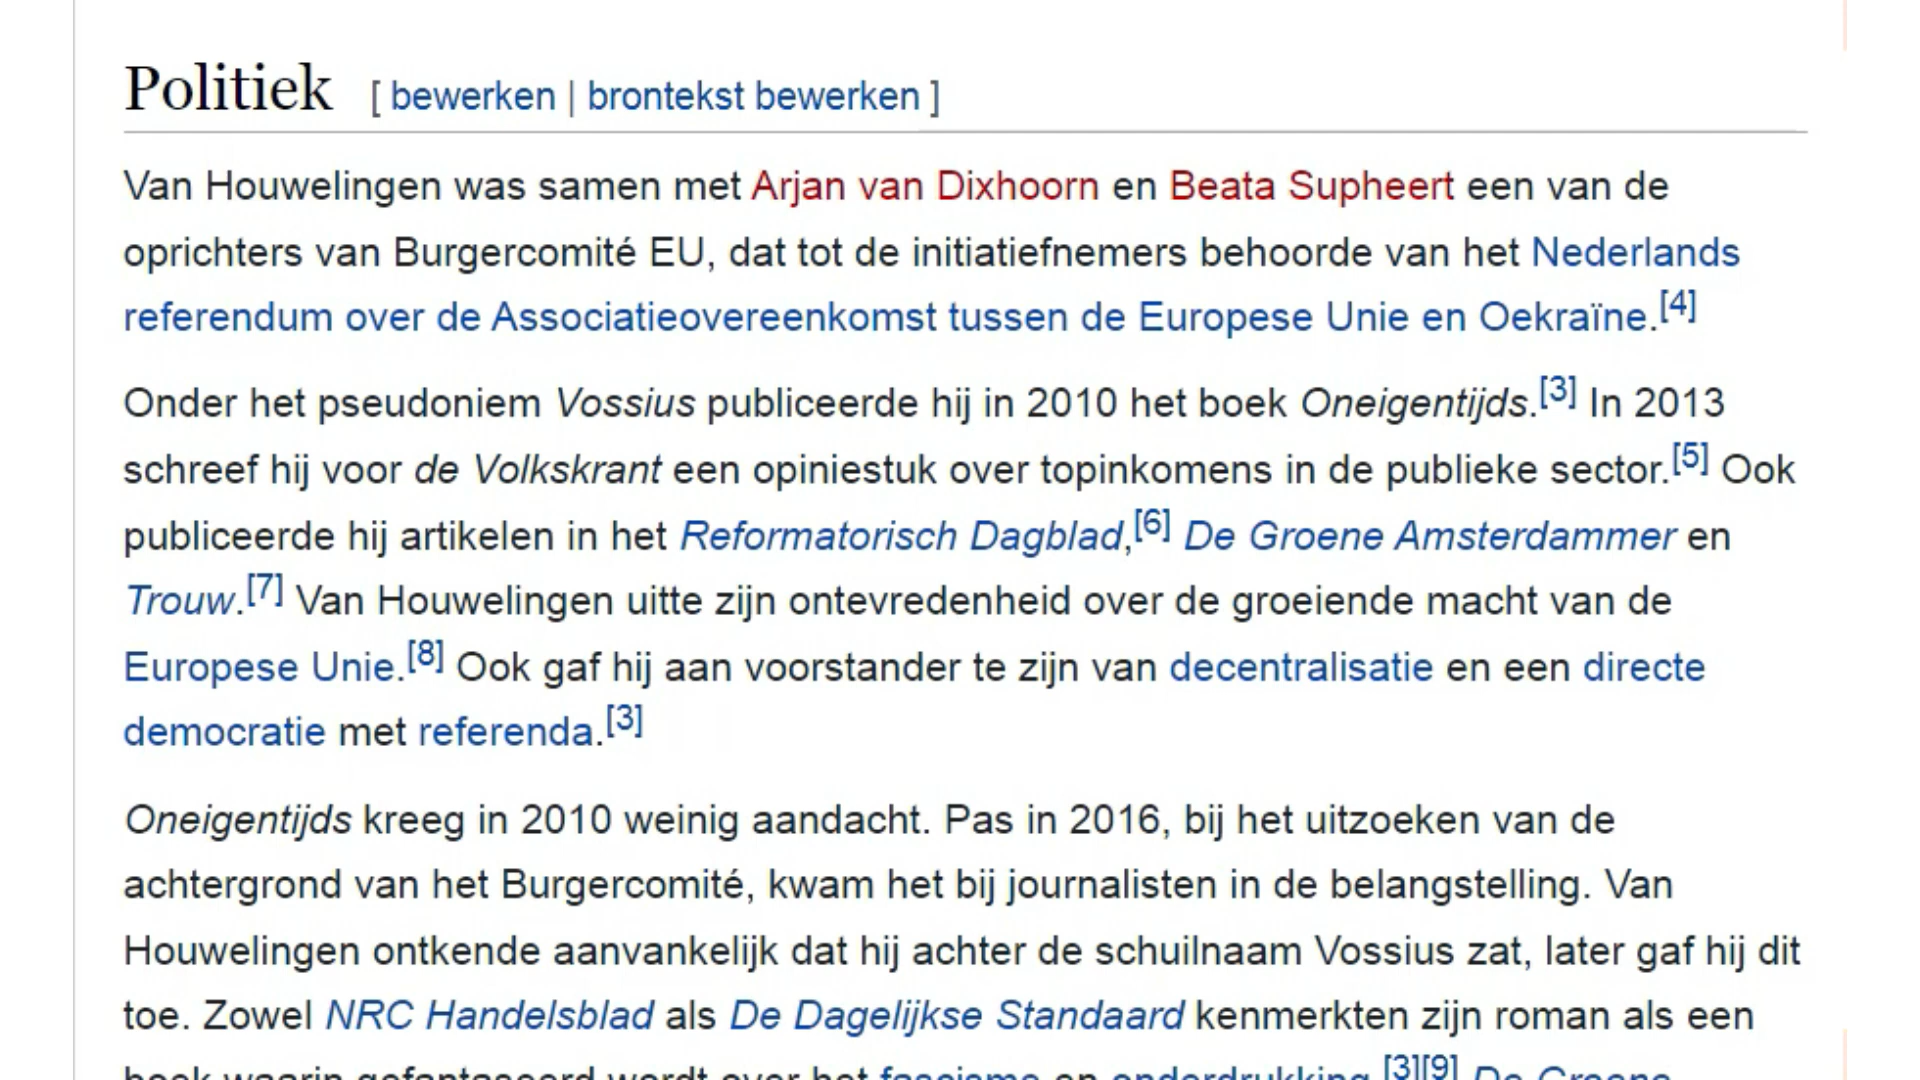 Politiek [ bewerken | brontekst bewerken ]
Van Houwelingen was samen met Arjan van Dixhoorn en Beata Supheert een van de
oprichters van Burgercomité EU, dat tot de initiatiefnemers behoorde van het Nederlands
referendum over de Associatieovereenkomst tussen de Europese Unie en Oekraïne.[4]
Onder het pseudoniem Vossius publiceerde hij in 2010 het boek Oneigentijds.[3] In 2013
schreef hij voor de Volkskrant een opiniestuk over topinkomens in de publieke sector.[5] Ook
publiceerde hij artikelen in het Reformatorisch Dagblad,[6] De Groene Amsterdammer en
Trouw.[7] Van Houwelingen uitte zijn ontevredenheid over de groeiende macht van de
Europese Unie.[8] Ook gaf hij aan voorstander te zijn van decentralisatie en een directe
democratie met referenda.[3]
Oneigentijds kreeg in 2010 weinig aandacht. Pas in 2016, bij het uitzoeken van de
achtergrond van het Burgercomité, kwam het bij journalisten in de belangstelling. Van
Houwelingen ontkende aanvankelijk dat hij achter de schuilnaam Vossius zat, later gaf hij dit
toe. Zowel NRC Handelsblad als De Dagelijkse Standaard kenmerkten zijn roman als een
boek waarin gefantaseerd wordt over het fascisme en onderdrukking.[3][9] De Groene